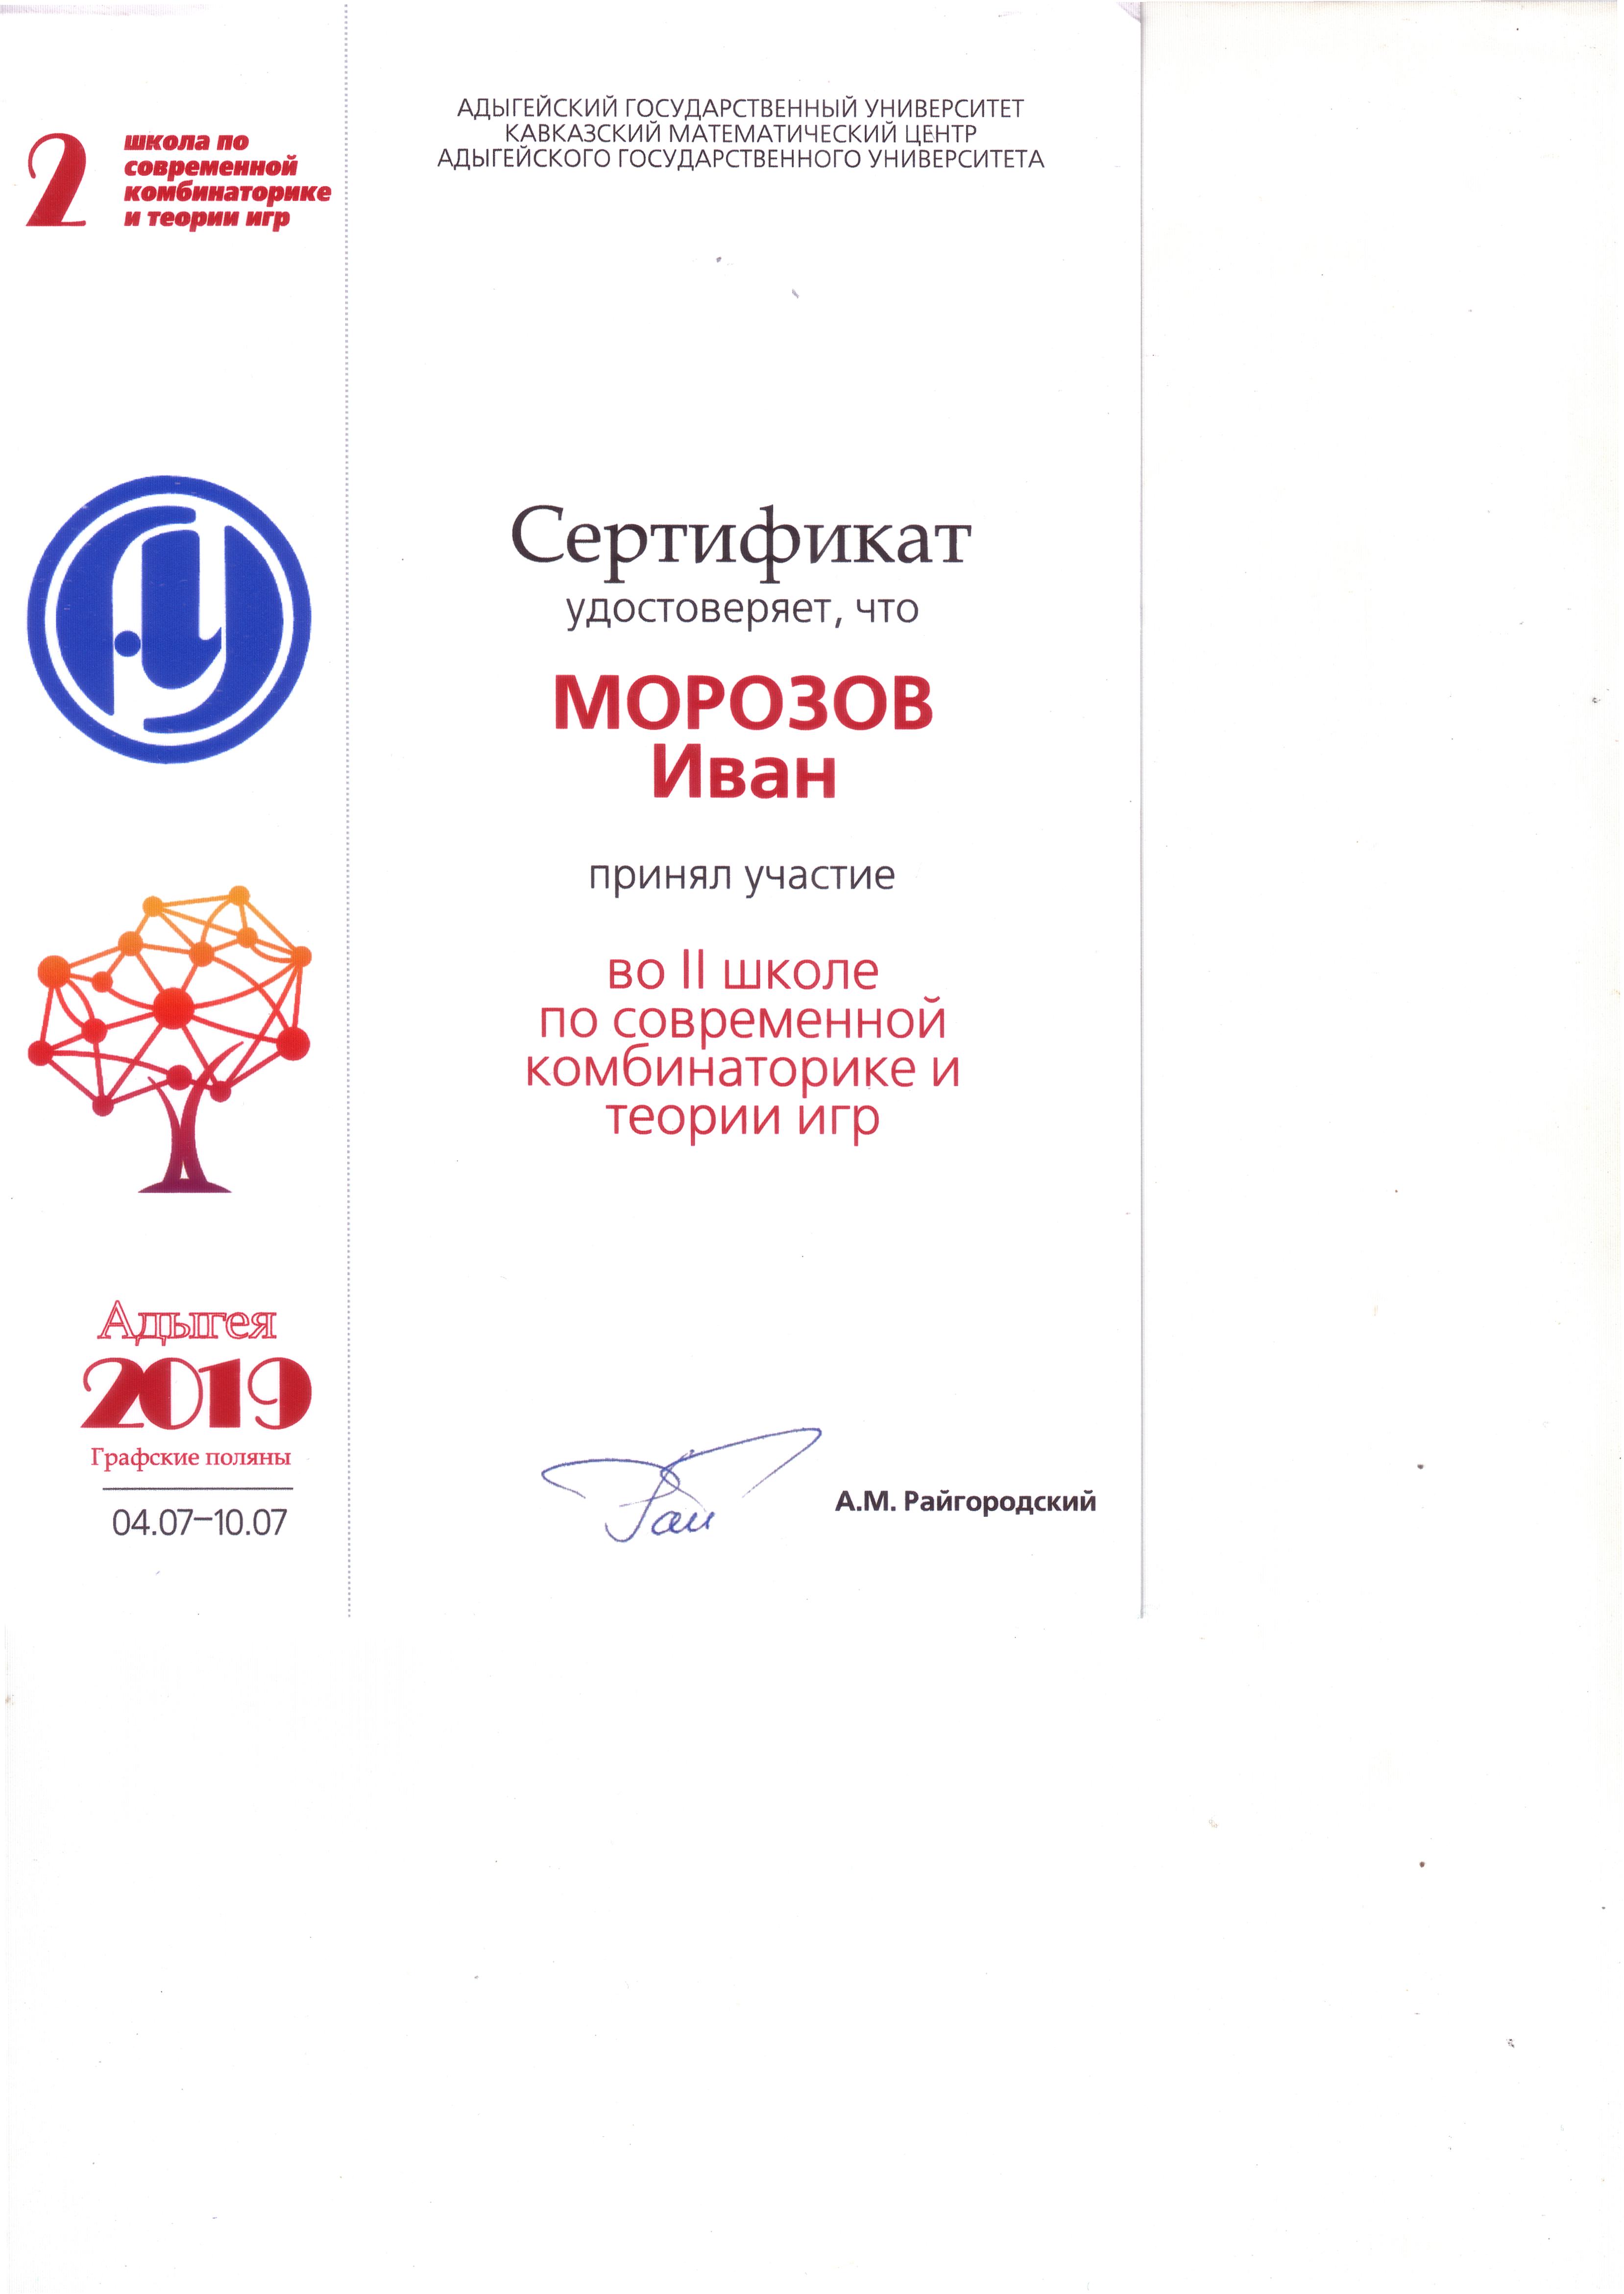 2
школа по
современной
комбинаторике
и теории игр
АДЫГЕЙСКИЙ ГОСУДАРСТВЕННЫЙ УНИВЕРСИТЕТ
КАВКАЗСКИЙ МАТЕМАТИЧЕСКИЙ ЦЕНТР
АДЫГЕЙСКОГО ГОСУДАРСТВЕННОГО УНИВЕРСИТЕТА
Сертификат
удостоверяет, что
МОРОЗОВ
Иван
принял участие
во II школе
по современной
комбинаторике и
теории игр
Адыгея
2019
Графские поляны
04.07–10.07
А.М. Райгородский